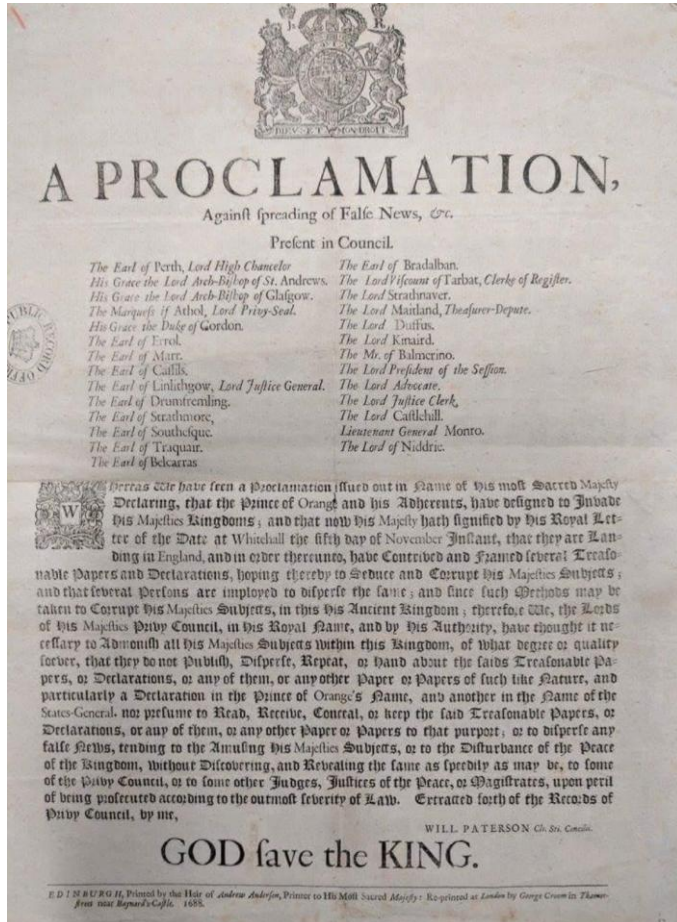 J R
DIEV ET MON DROIT
A PROCLAMATION,
Againſt ſpreading of Falſe News, &c.
Preſent in Council.
The Earl of Perth, Lord High Chancelor
His Grace the Lord Arch-Biſhop of St. Andrews.
His Grace the Lord Arch-Biſhop of Glaſgow.
The Marqueſs if Athol, Lord Privy-Seal.
His Grace the Duke of Gordon.
The Earl of Errol.
The Earl of Marr.
The Earl of Caſſils.
The Earl of Linlithgow, Lord Juſtice General.
The Earl of Drumfremling.
The Earl of Strathmore,
The Earl of Southeſque.
The Earl of Traquair.
The Earl of Belcarras
The Earl of Bradalban.
The Lord Viſcount of Tarbat, Clerk of Regiſter.
The Lord Strathnaver.
The Lord Maitland, Theaſurer-Depute.
The Lord Duffus.
The Lord Kinaird.
The Mr. of Balmerino.
The Lord Preſident of the Seſſion.
The Lord Advocate.
The Lord Juſtice Clerk,
The Lord Caſtlehill.
Lieutenant General Monro.
The Lord of Niddrie.
PUBLIC RECORD OFFI
WHereas We have ſeen a Proclamation iſſued out in Name of His moſt Sacred Majeſty
Declaring, that the Prince of Orange and his Adherents, have deſigned to Invade
His Majeſties Kingdoms; and that now His Majeſty hath ſignified by His Royal Let-
ter of the Date at Whitehall the fifth day of November Inſtant, that they are Lan-
ding in England, and in order thereunto, have Contrived and Framed ſeveral Treaſo-
nable Papers and Declarations, hoping thereby to Seduce and Corrupt His Majeſties Subjects;
and that ſeveral Perſons are imployed to diſperſe the ſame; and ſince ſuch Methods may be
taken to Corrupt His Majeſties Subjects, in this His Ancient Kingdom; therefore We, the Lords
of His Majeſties Privy Council, in His Royal Name, and by His Authority, have thought it ne-
ceſſary to Admoniſh all His Majeſties Subjects within this Kingdom, of what degree or quality
ſoever, that they do not Publiſh, Diſperſe, Repeat, or Hand about the ſaids Treaſonable Pa-
pers, or Declarations, or any of them, or any other Paper or Papers of ſuch like Nature, and
particularly a Declaration in the Prince of Orange's Name, and another in the Name of the
States-General. nor preſume to Read, Receive, Conceal, or keep the ſaid Treaſonable Papers, or
Declarations, or any of them, or any other Paper or Papers to that purport; or to diſperſe any
falſe News, tending to the Amuſing His Majeſties Subjects, or to the Diſturbance of the Peace
of the Kingdom, without Diſcovering, and Revealing the ſame as ſpeedily as may be, to ſome
of the Privy Council, or to ſome other Judges, Juſtices of the Peace, or Magiſtrates, upon peril
of being proſecuted according to the outmoſt ſeverity of Law. Extracted forth of the Records of
Privy Council, by me,
WILL. PATERSON Cls. Sti. Concilii.
GOD ſave the KING.
EDINBURGH, Printed by the Heir of Andrew Anderſon, Printer to His Moſt Sacred Majeſty: Re-printed at London by George Croom in Thames-
ſtreet near Baynard's-Caſtle. 1688.